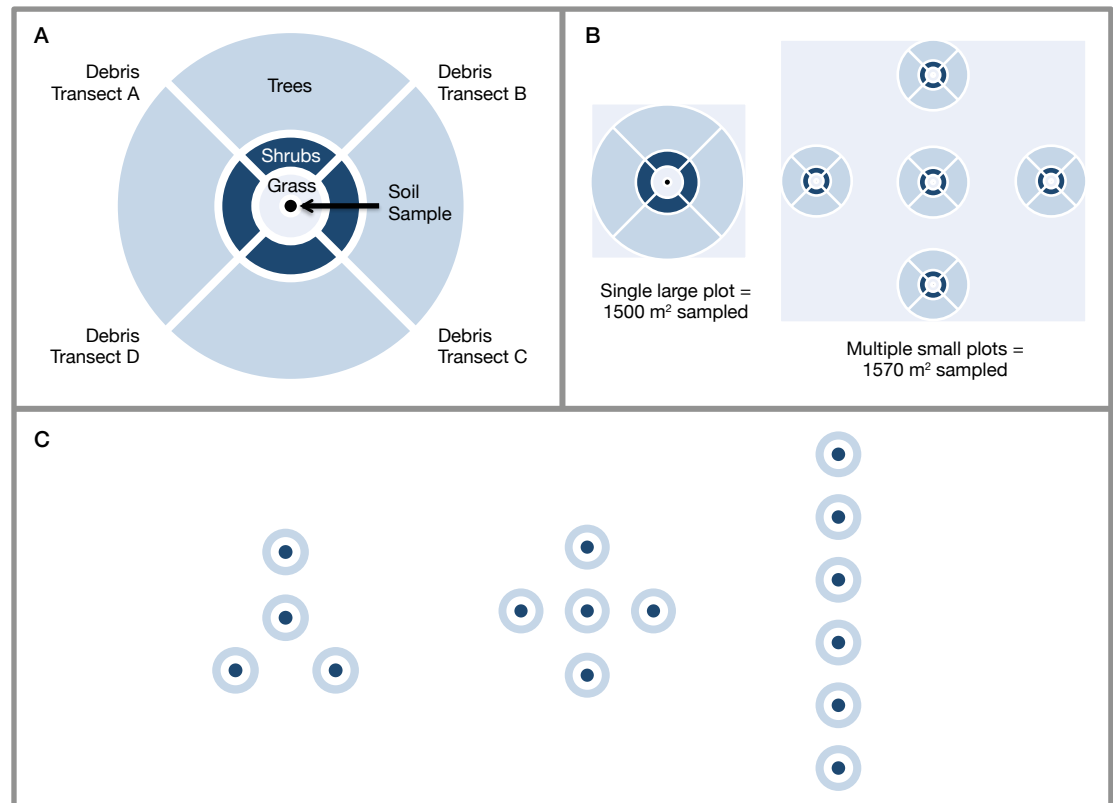 A
Debris
Transect A
Trees
Debris
Transect B
Shrubs
Grass
Soil
Sample
Debris
Transect D
Debris
Transect C
B
Single large plot =
1500 m² sampled
Multiple small plots =
1570 m² sampled
C